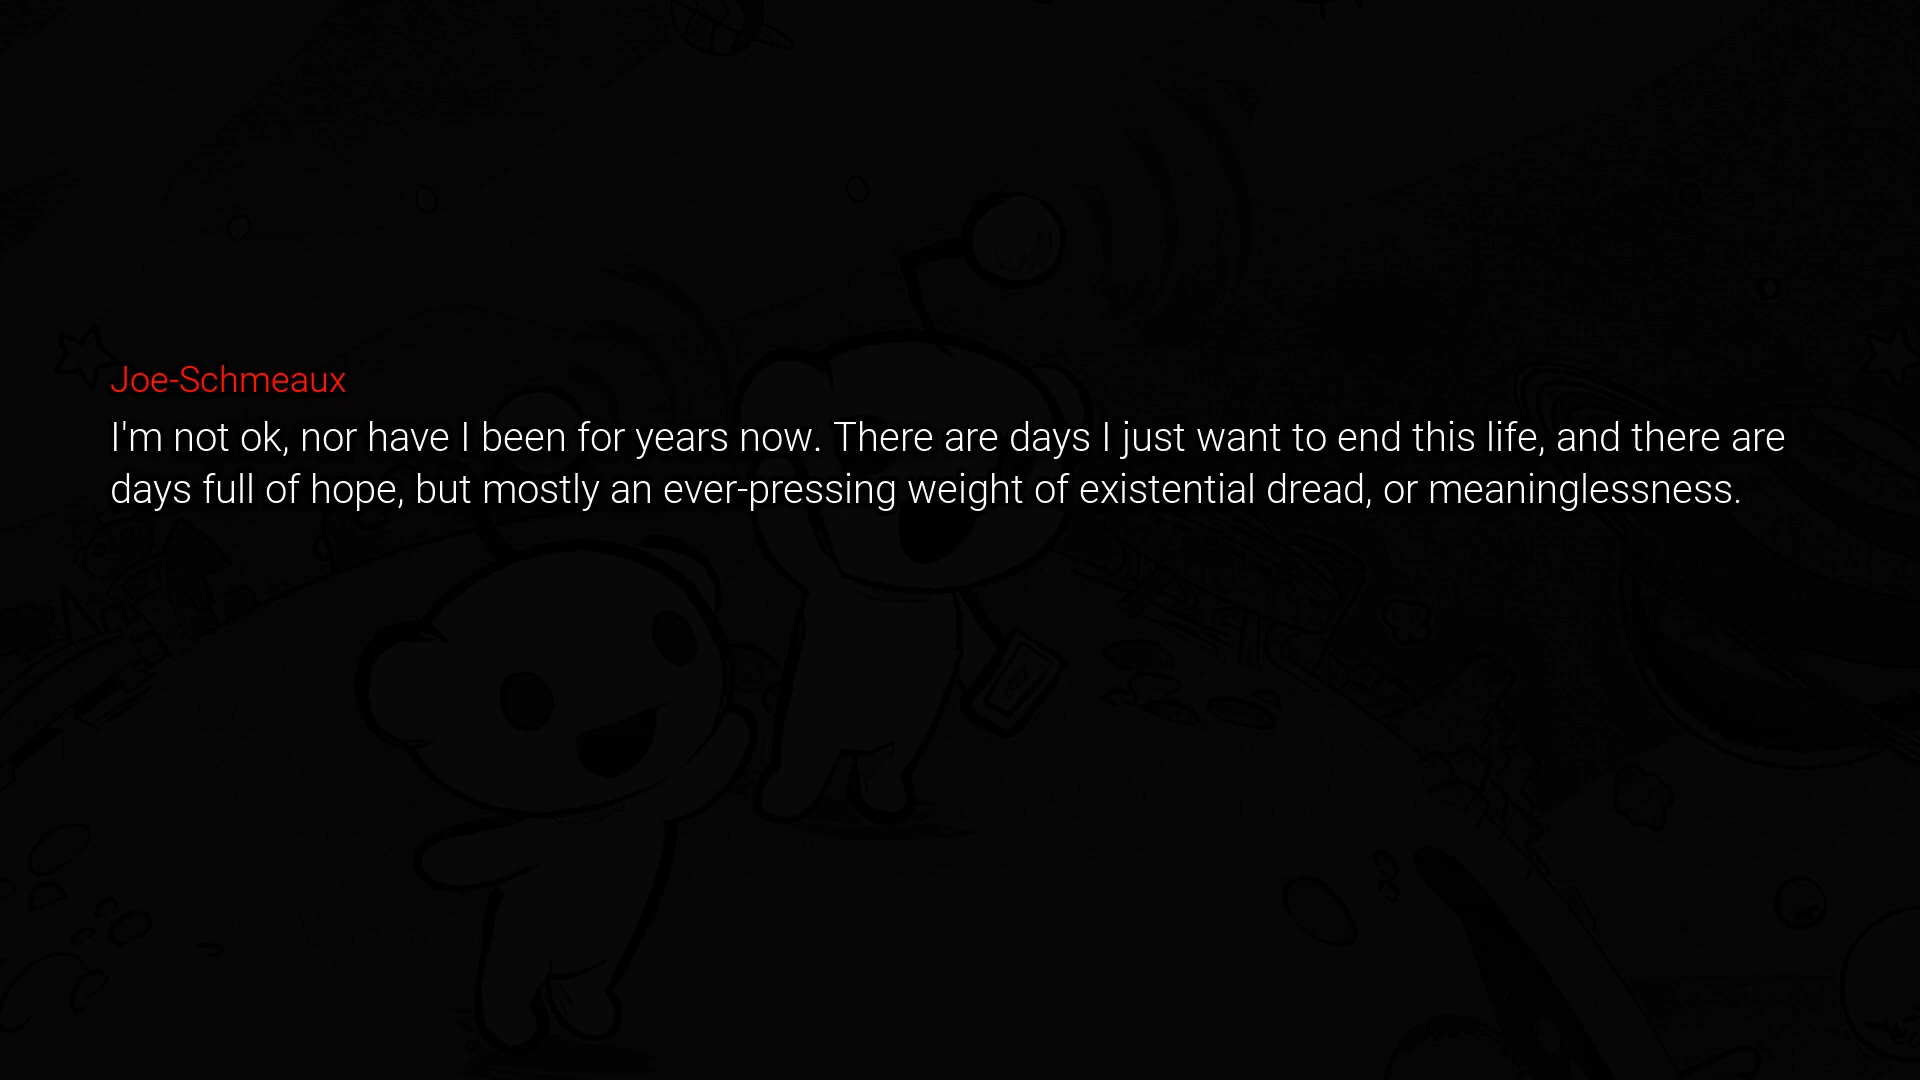 Joe-Schmeaux
I'm not ok, nor have I been for years now. There are days I just want to end this life, and there are
days full of hope, but mostly an ever-pressing weight of existential dread, or meaninglessness.